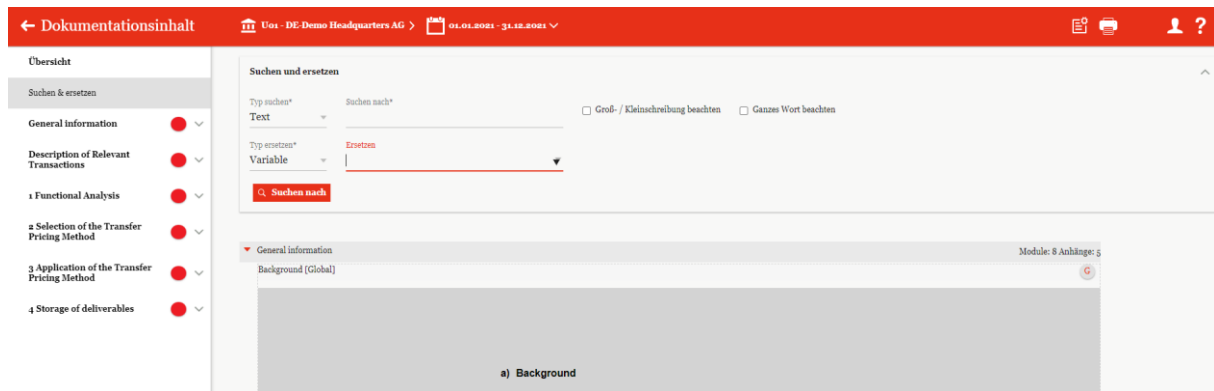 Dokumentationsinhalt
U01 - DE-Demo Headquarters AG
01.01.2021 - 31.12.2021
?
Übersicht
Suchen & ersetzen
General information
Description of Relevant
Transactions
1 Functional Analysis
2 Selection of the Transfer
Pricing Method
3 Application of the Transfer
Pricing Method
4 Storage of deliverables
Suchen und ersetzen
Typ suchen*
Suchen nach*
Text
Groß- / Kleinschreibung beachten
Ganzes Wort beachten
Typ ersetzen*
Ersetzen
Variable
Suchen nach
General information
Module: 8 Anhänge: 5
Background [Global]
G
a) Background